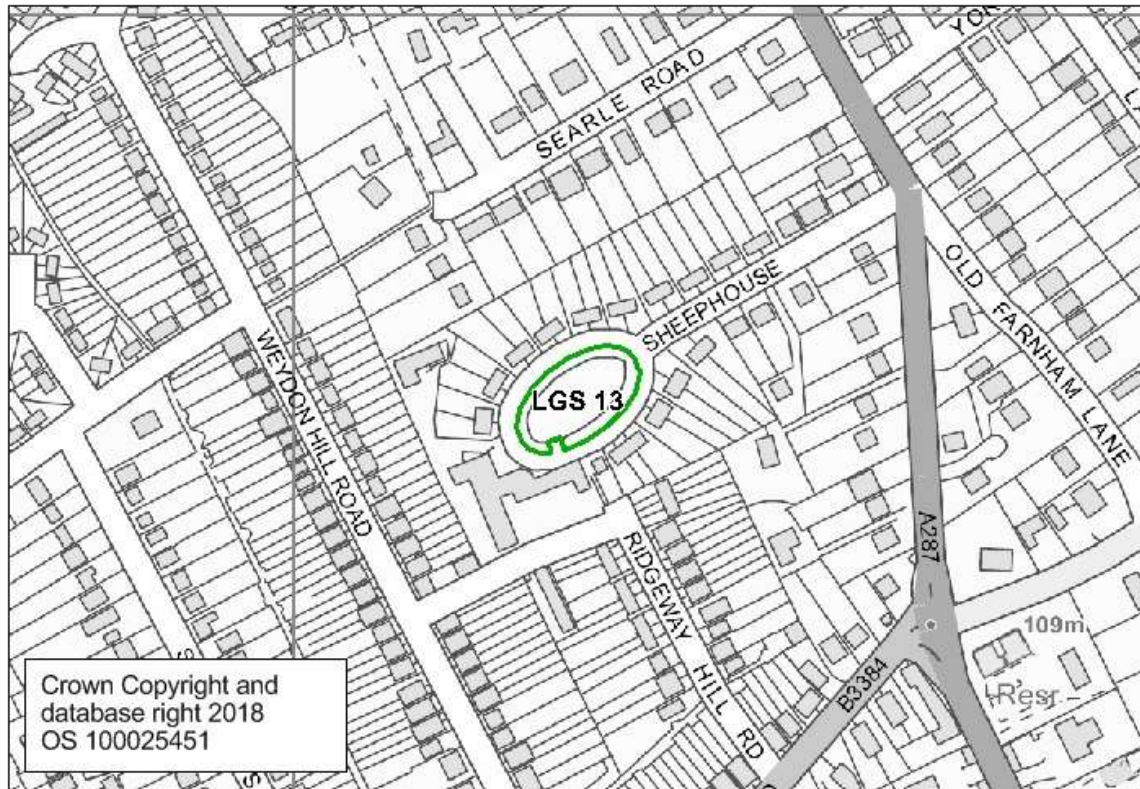 YOR
SEARLE ROAD
SHEEPHOUSE
OLD FARNHAM LANE
WEYDON HILL ROAD
LGS 13
A287
RIDGEWAY HILL RD
109m
B3384
Resr
Crown Copyright and
database right 2018
OS 100025451